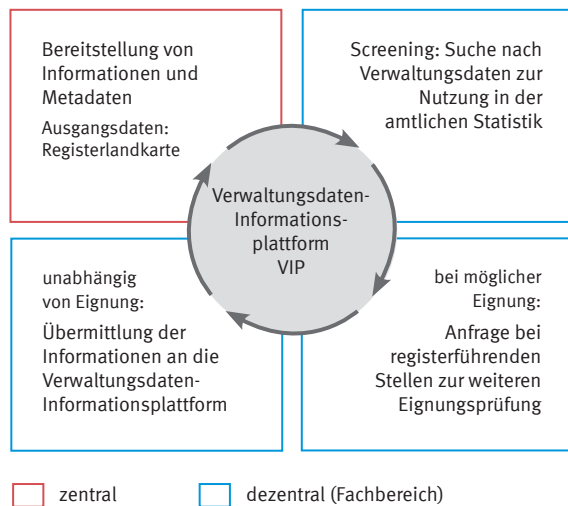 Bereitstellung von
Informationen und
Metadaten
Ausgangsdaten:
Registerlandkarte
Screening: Suche nach
Verwaltungsdaten zur
Nutzung in der
amtlichen Statistik
Verwaltungsdaten-
Informations-
plattform
VIP
unabhängig
von Eignung:
Übermittlung der
Informationen an die
Verwaltungsdaten-
Informationsplattform
bei möglicher
Eignung:
Anfrage bei
registerführenden
Stellen zur weiteren
Eignungsprüfung
zentral
dezentral (Fachbereich)